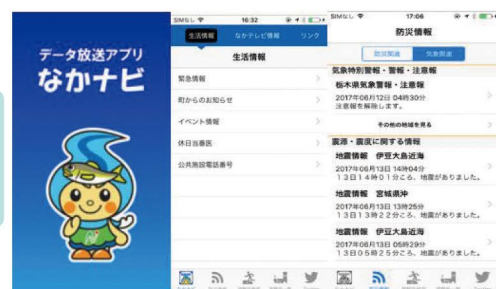 データ放送アプリ
なかナビ
SIMなし 16:32
生活情報 なかテレビ情報 リンク
生活情報
緊急情報
町からのお知らせ
イベント情報
休日当番医
公共施設電話番号
SIMなし 17:06
防災情報
防災関連 気象関連
気象特別警報・警報・注意報
栃木県気象警報・注意報
2017年06月12日 04時30分
注意報を解除します。
その他の地域を見る
震源・震度に関する情報
地震情報 伊豆大島近海
2017年06月13日 14時04分
13日14時01分ころ、地震がありました。
地震情報 宮城県沖
2017年06月13日 13時25分
13日13時22分ころ、地震がありました。
地震情報 伊豆大島近海
2017年06月13日 05時29分
13日05時25分ころ、地震がありました。